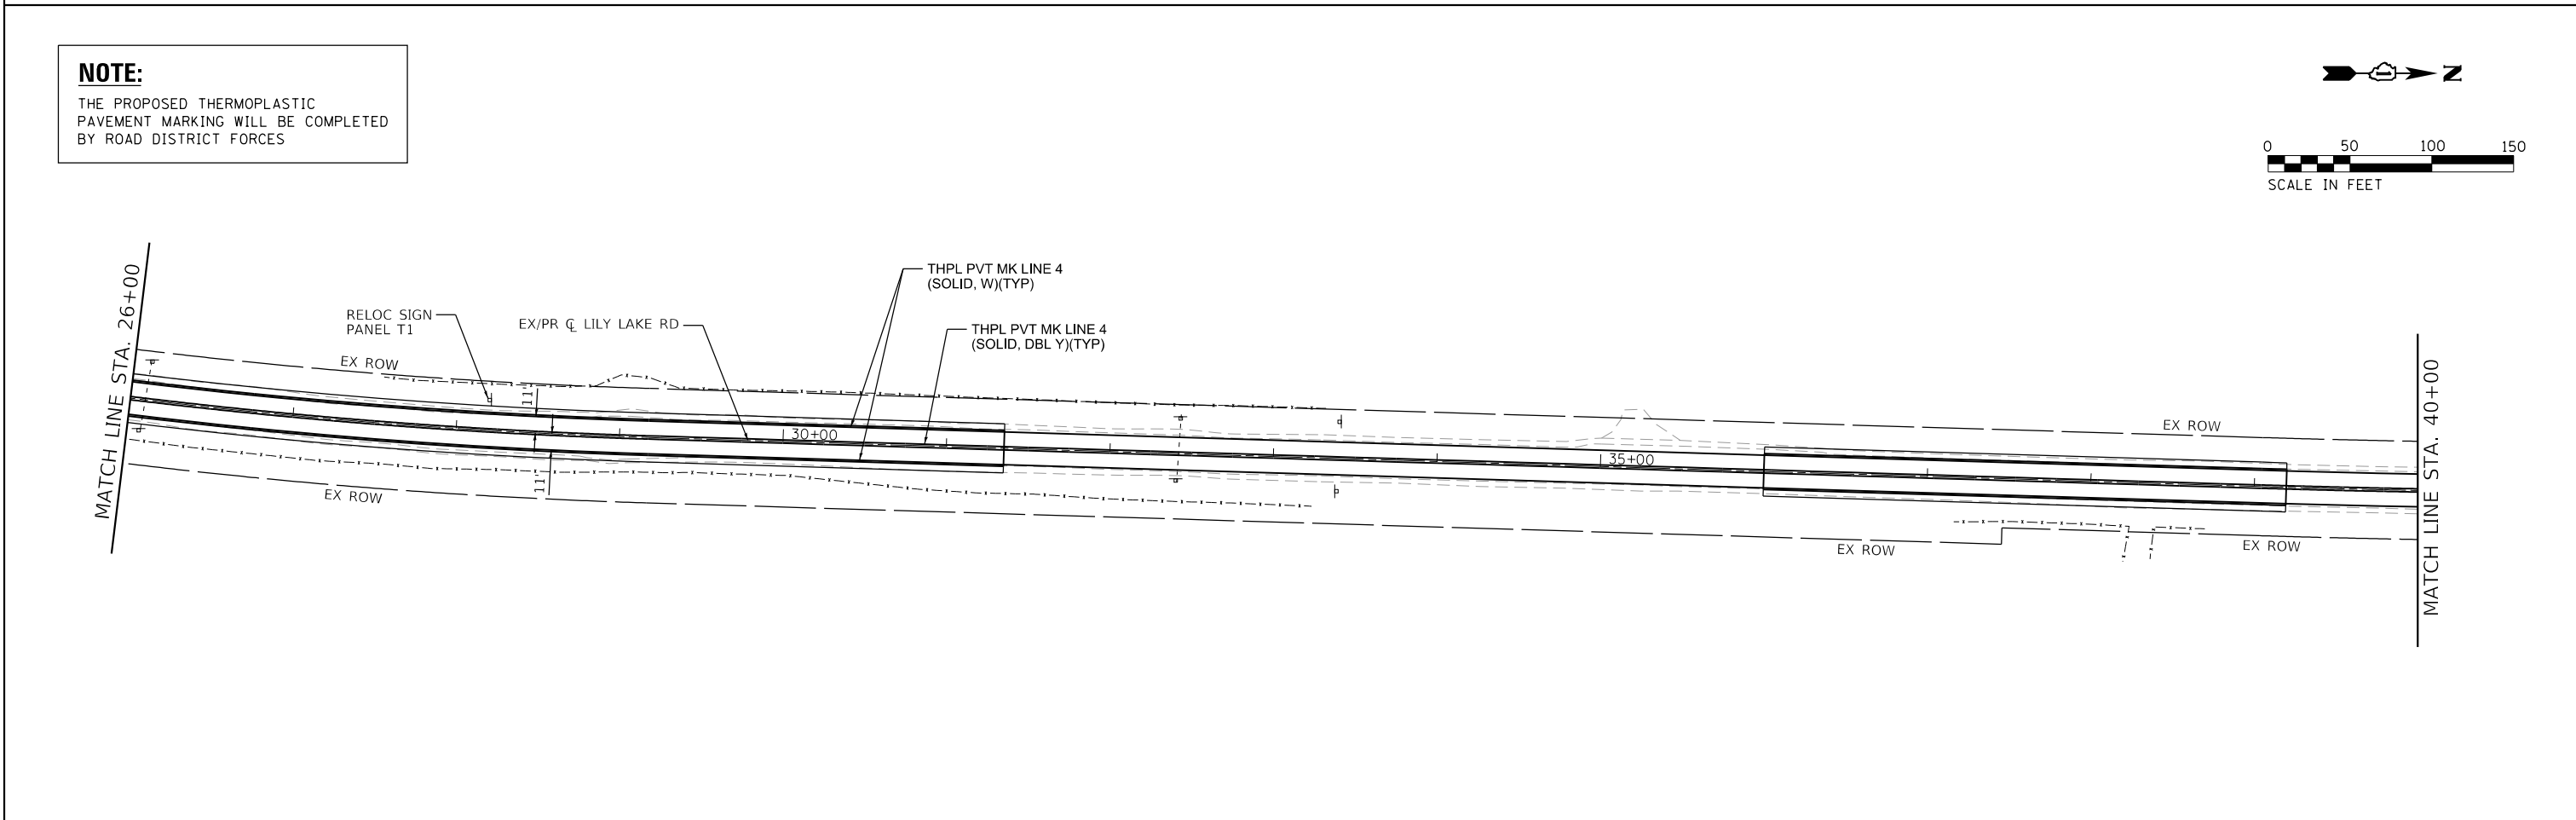 NOTE:
THE PROPOSED THERMOPLASTIC
PAVEMENT MARKING WILL BE COMPLETED
BY ROAD DISTRICT FORCES
N
0 50 100 150
SCALE IN FEET
MATCH LINE STA. 26+00
RELOC SIGN
PANEL T1
EX/PR ℄ LILY LAKE RD
THPL PVT MK LINE 4
(SOLID, W)(TYP)
THPL PVT MK LINE 4
(SOLID, DBL Y)(TYP)
EX ROW
11'
30+00
35+00
EX ROW
EX ROW
11'
EX ROW
EX ROW
MATCH LINE STA. 40+00